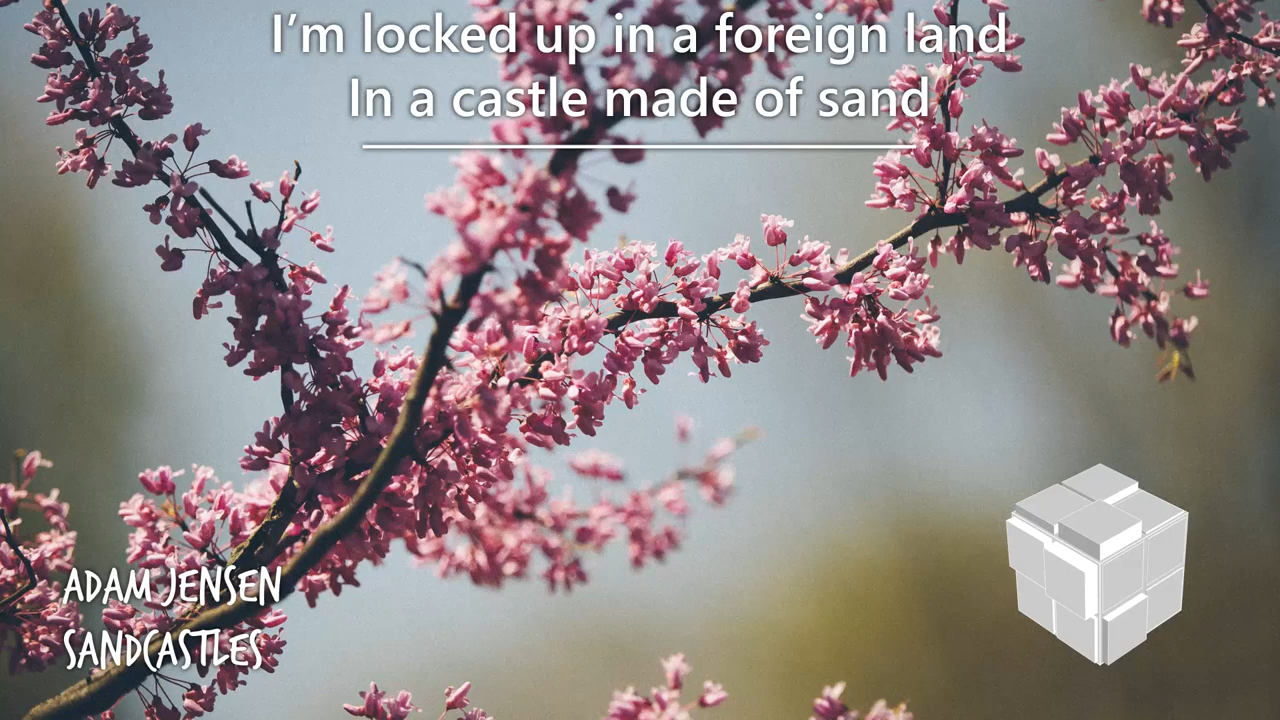 I’m locked up in a foreign land
In a castle made of sand
ADAM JENSEN
SANDCASTLES